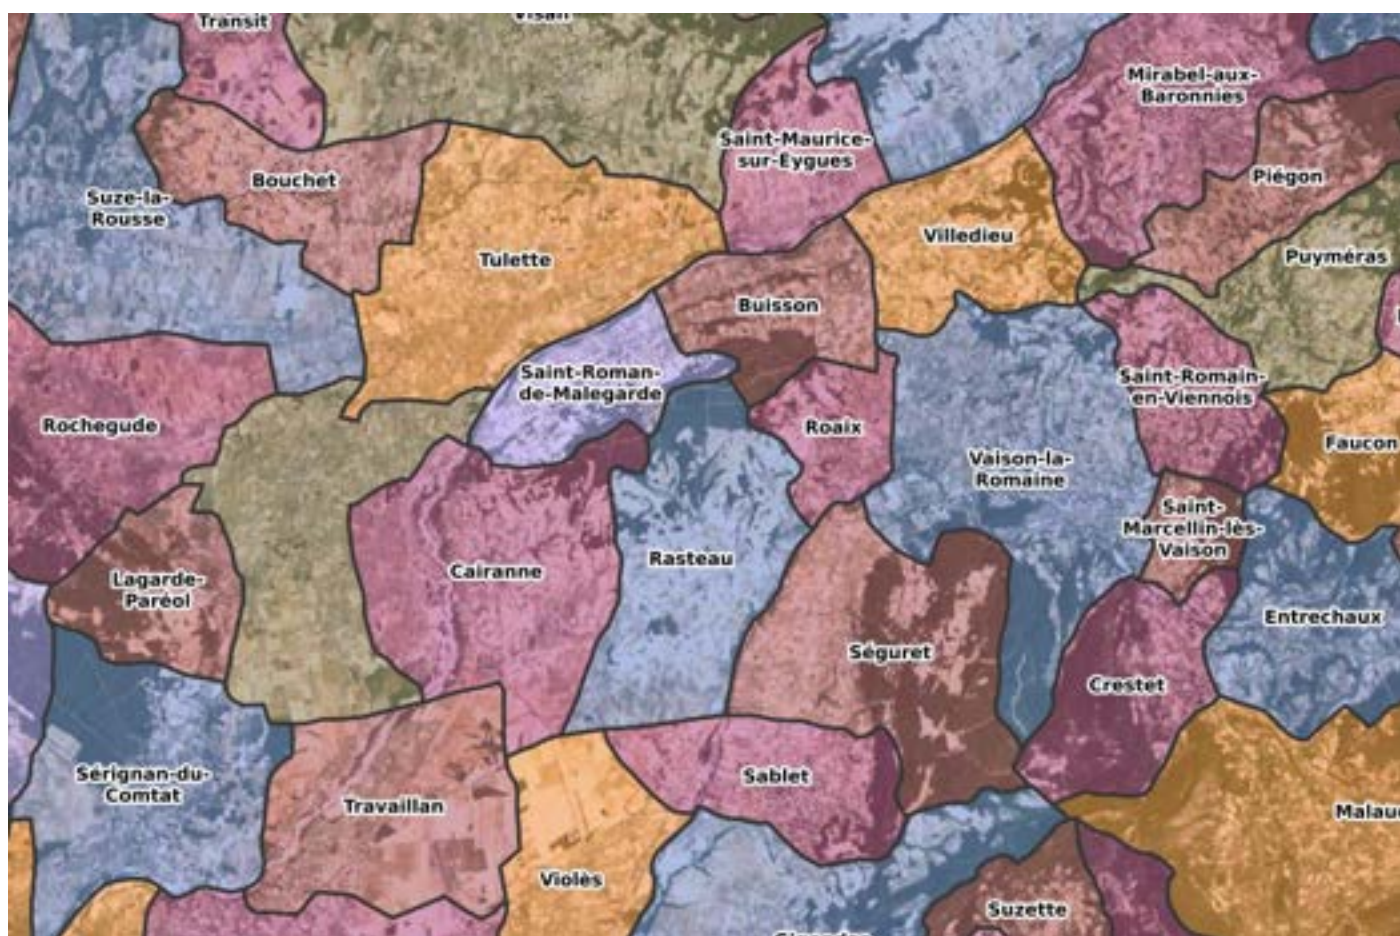 Transit
Visan
Mirabel-aux-
Baronnies
Saint-Maurice-
sur-Eygues
Bouchet
Piégon
Suze-la-
Rousse
Villedieu
Tulette
Puyméras
Buisson
Saint-Roman-
de-Malegarde
Saint-Romain-
en-Viennois
Rochegude
Roaix
Faucon
Vaison-la-
Romaine
Saint-
Marcellin-lès-
Vaison
Rasteau
Cairanne
Lagarde-
Paréol
Entrechaux
Séguret
Crestet
Sérignan-du-
Comtat
Sablet
Travaillan
Malau
Violès
Suzette